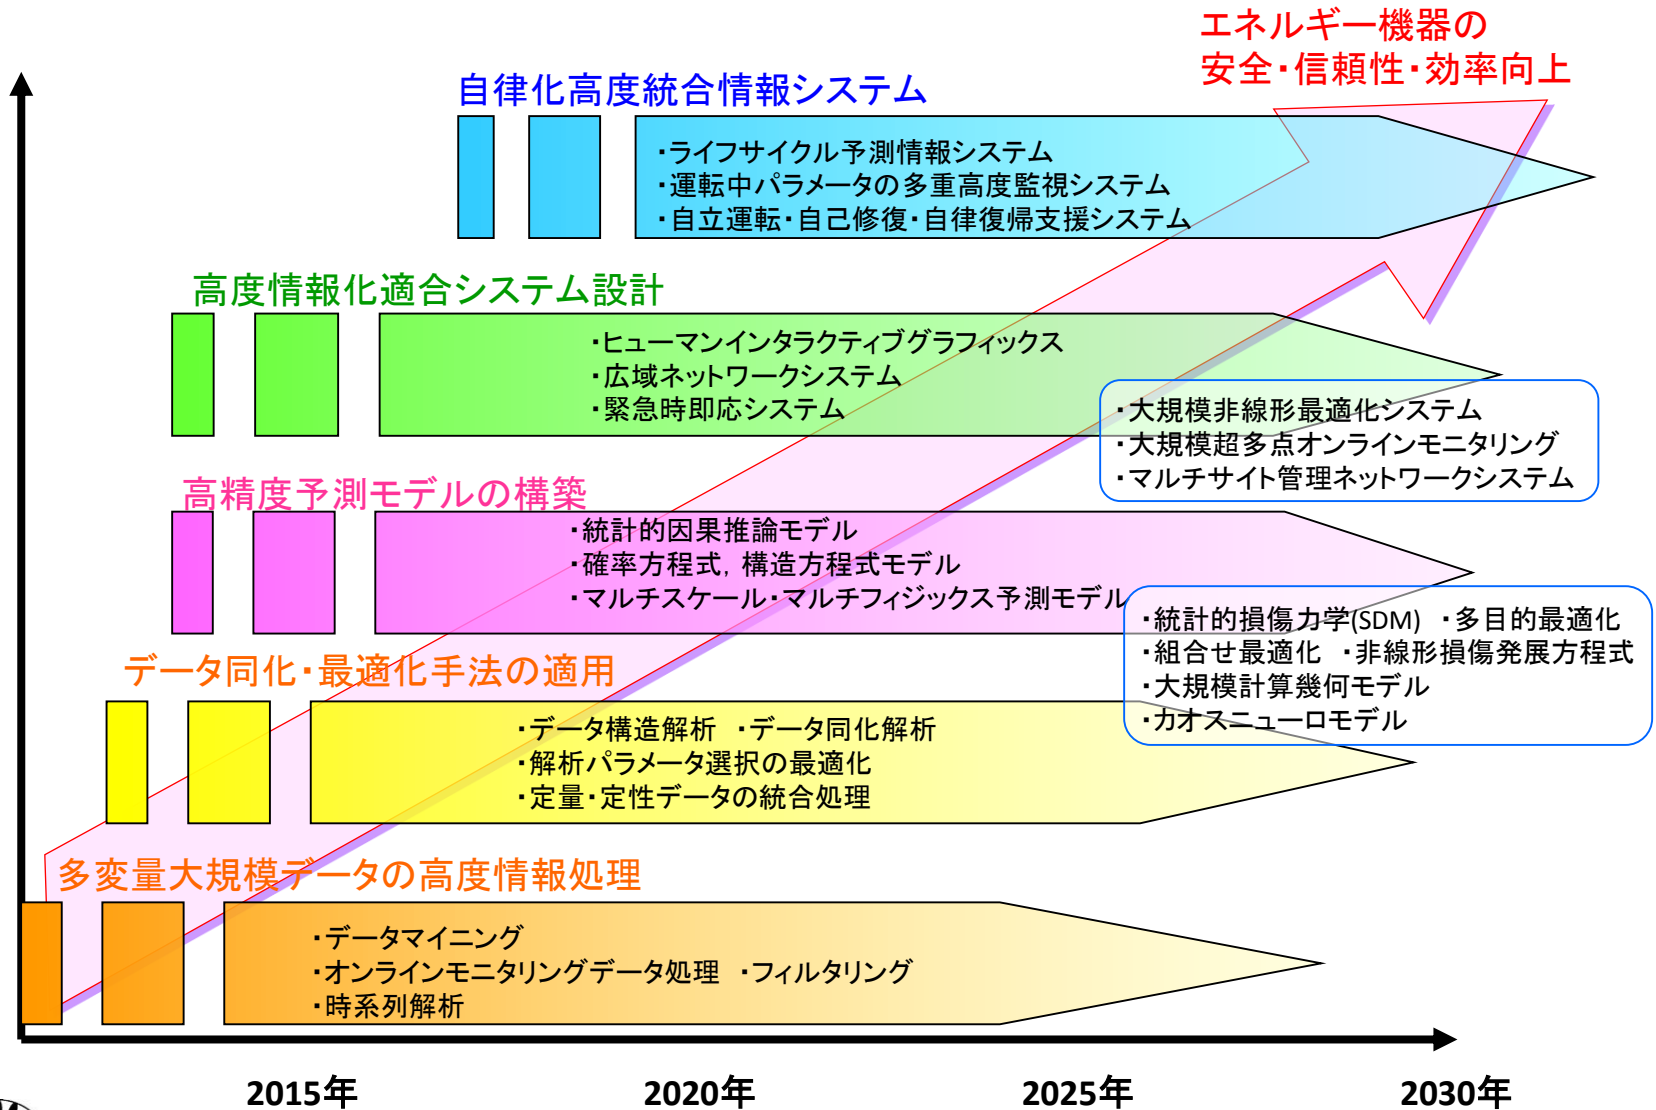 エネルギー機器の
安全・信頼性・効率向上
自律化高度統合情報システム
・ライフサイクル予測情報システム
・運転中パラメータの多重高度監視システム
・自立運転・自己修復・自律復帰支援システム
高度情報化適合システム設計
・ヒューマンインタラクティブグラフィックス
・広域ネットワークシステム
・緊急時即応システム
・大規模非線形最適化システム
・大規模超多点オンラインモニタリング
・マルチサイト管理ネットワークシステム
高精度予測モデルの構築
・統計的因果推論モデル
・確率方程式, 構造方程式モデル
・マルチスケール・マルチフィジックス予測モデル
・統計的損傷力学(SDM) ・多目的最適化
・組合せ最適化 ・非線形損傷発展方程式
・大規模計算幾何モデル
・カオスニューロモデル
データ同化・最適化手法の適用
・データ構造解析 ・データ同化解析
・解析パラメータ選択の最適化
・定量・定性データの統合処理
多変量大規模データの高度情報処理
・データマイニング
・オンラインモニタリングデータ処理 ・フィルタリング
・時系列解析
2015年 2020年 2025年 2030年